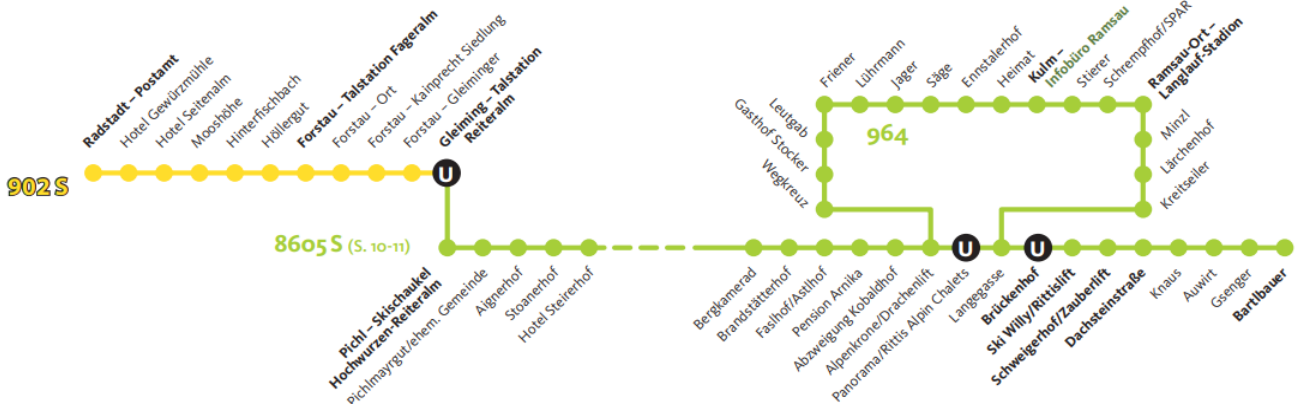 Radstadt – Postamt
Hotel Gewürzmühle
Hotel Seitenalm
Mooshöhe
Hinterfischbach
Höllergut
Forstau – Talstation Fageralm
Forstau – Ort
Forstau – Kainprecht Siedlung
Forstau – Gleiminger
Gleiming – Talstation
Reiteralm
902 S
U
8605 S (S. 10-11)
Pichl – Skischaukel
Hochwurzen-Reiteralm
Pichlmayrgut/ehem. Gemeinde
Aignerhof
Stoanerhof
Hotel Steirerhof
Friener
Lührmann
Jager
Säge
Ennstalerhof
Heimat
Kulm –
Infobüro Ramsau
Stierer
Schrempfhof/SPAR
Ramsau-Ort –
Langlauf-Stadion
Leutgab
Gasthof Stocker
Wegkreuz
964
Minzl
Lärchenhof
Kreitseiler
U
U
Bergkamerad
Brandstätterhof
Faslhof/Astlhof
Pension Arnika
Abzweigung Kobaldhof
Alpenkrone/Drachenlift
Panorama/Rittis Alpin Chalets
Langegasse
Brückenhof
Ski Willy/Rittislift
Schweigerhof/Zauberlift
Dachsteinstraße
Knaus
Auwirt
Gsenger
Bartlbauer